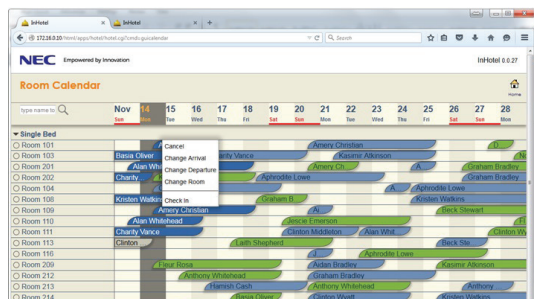 InHotel
InHotel
172.16.0.10/html/apps/hotel/hotel.cgi?cmd=guicalendar
Search
NEC Empowered by Innovation
InHotel 0.0.27
Room Calendar
Home
type name to
Nov 14 15 16 17 18 19 20 21 22 23 24 25 26 27 28
Sun Mon Tue Wed Thu Fri Sat Sun Mon Tue Wed Thu Fri Sat Sun Mon
Single Bed
Room 101 Amery Christian D
Room 103 Basia Oliver Charity Vance Kasimir Atkinson
Room 201 Alan Amery Ch A Graham Bradley
Room 202 Charity Aphrodite Lowe Graham Bradley
Room 104 A Aphrodite Lowe
Room 108 Kristen Watkins Graham B Kristen Watkins
Cancel
Change Arrival
Change Departure
Change Room
Check In
Room 109 Amery Christian Beck Stewart
Room 110 Alan Whitehead Jescie Emerson
Room 111 Charity Vance Clinton Middleton Alan Whit Clinton
Room 113 Clinton Laith Shepherd Beck Ste
Room 116 J Aphrodite Lowe
Room 209 Fleur Rosa Aidan Bradley Kasimir Atkinson
Room 212 Anthony Whitehead Graham Bradley
Room 213 Hamish Cash Anthony Whitehead Anthony
Room 214 Basia Oliver Clinton Wyatt Kristen Watkins